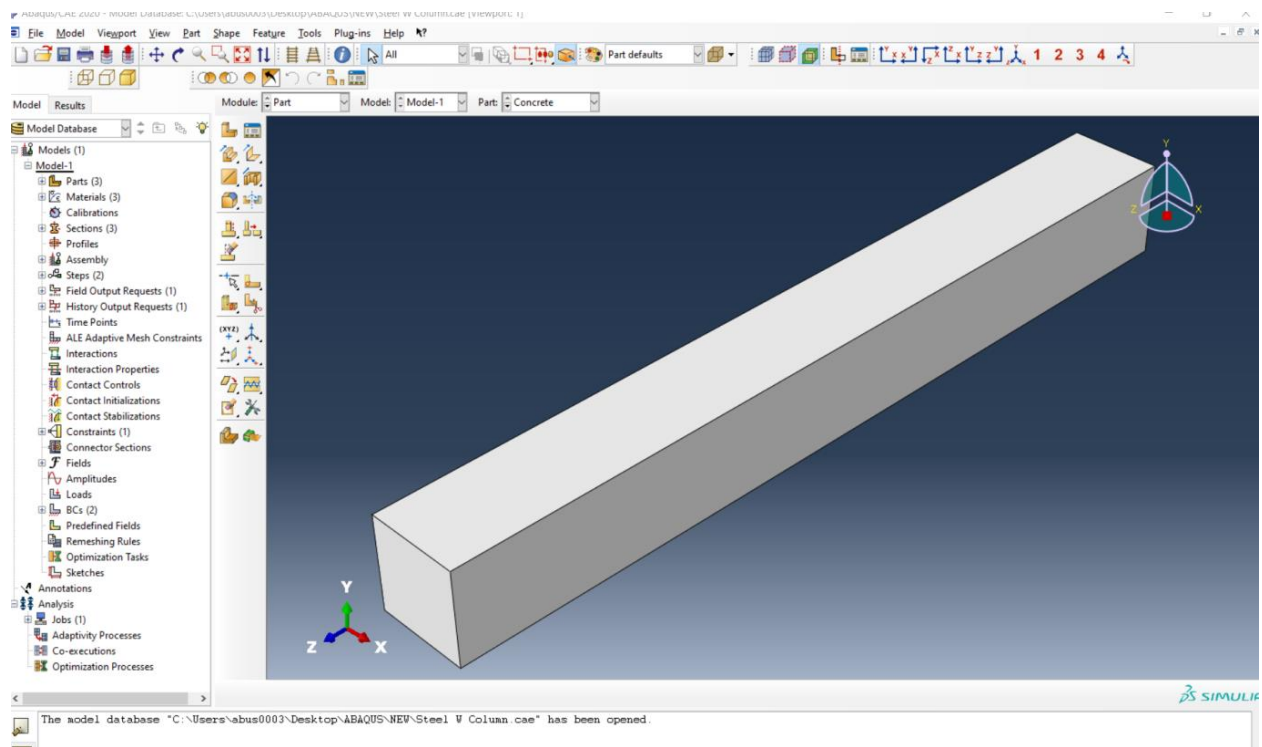 Abaqus/CAE 2020 - Model Database: C:\Users\abus0003\Desktop\ABAQUS\NEW\Steel W Column.cae [Viewport: 1]
File Model Viewport View Part Shape Feature Tools Plug-ins Help
All Part defaults 1 2 3 4
Model Results Module: Part Model: Model-1 Part: Concrete
Model Database
Models (1)
Model-1
Parts (3)
Materials (3)
Calibrations
Sections (3)
Profiles
Assembly
Steps (2)
Field Output Requests (1)
History Output Requests (1)
Time Points
ALE Adaptive Mesh Constraints
Interactions
Interaction Properties
Contact Controls
Contact Initializations
Contact Stabilizations
Constraints (1)
Connector Sections
Fields
Amplitudes
Loads
BCs (2)
Predefined Fields
Remeshing Rules
Optimization Tasks
Sketches
Annotations
Analysis
Jobs (1)
Adaptivity Processes
Co-executions
Optimization Processes
(XYZ)
Y
Z X
Y
Z X
SIMULIA
The model database "C:\Users\abus0003\Desktop\ABAQUS\NEW\Steel W Column.cae" has been opened.